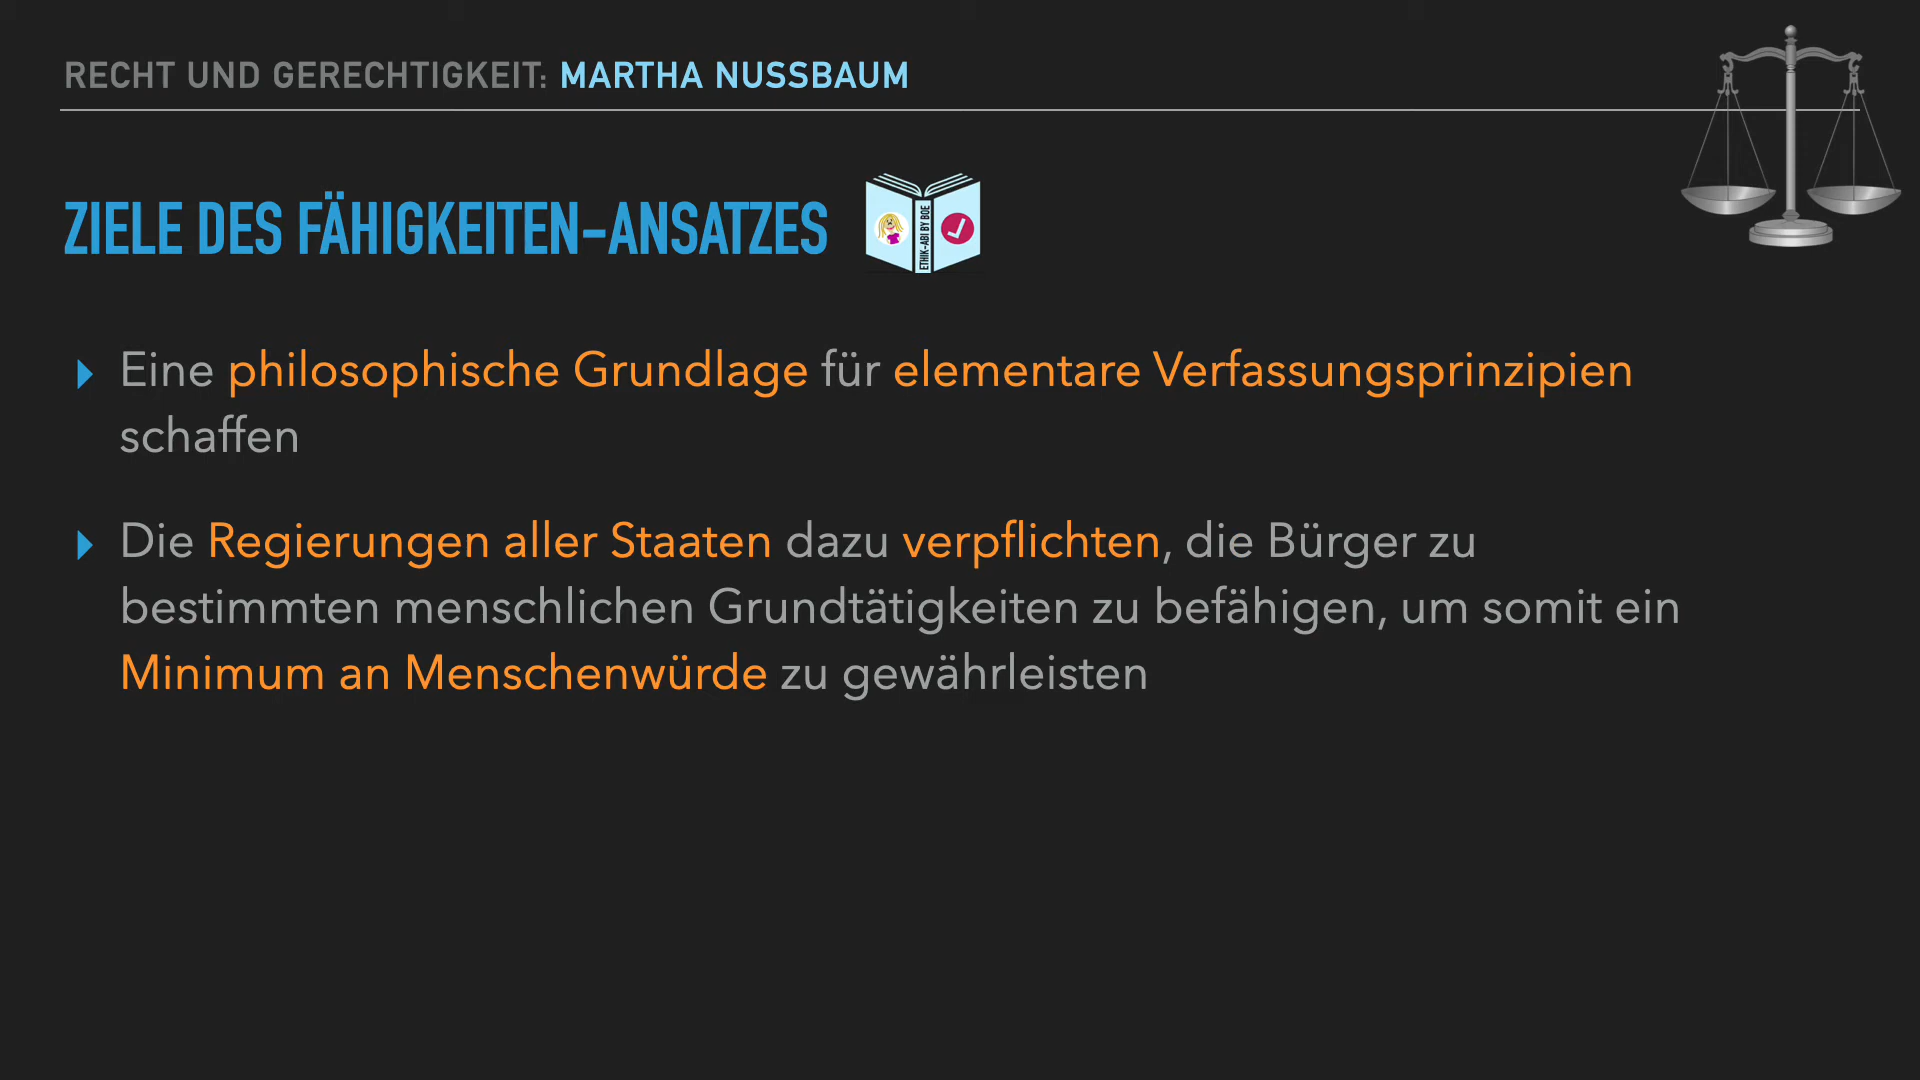 RECHT UND GERECHTIGKEIT: MARTHA NUSSBAUM
ZIELE DES FÄHIGKEITEN-ANSATZES
ETHIK-ABI BY BOE
Eine philosophische Grundlage für elementare Verfassungsprinzipien
schaffen
Die Regierungen aller Staaten dazu verpflichten, die Bürger zu
bestimmten menschlichen Grundtätigkeiten zu befähigen, um somit ein
Minimum an Menschenwürde zu gewährleisten